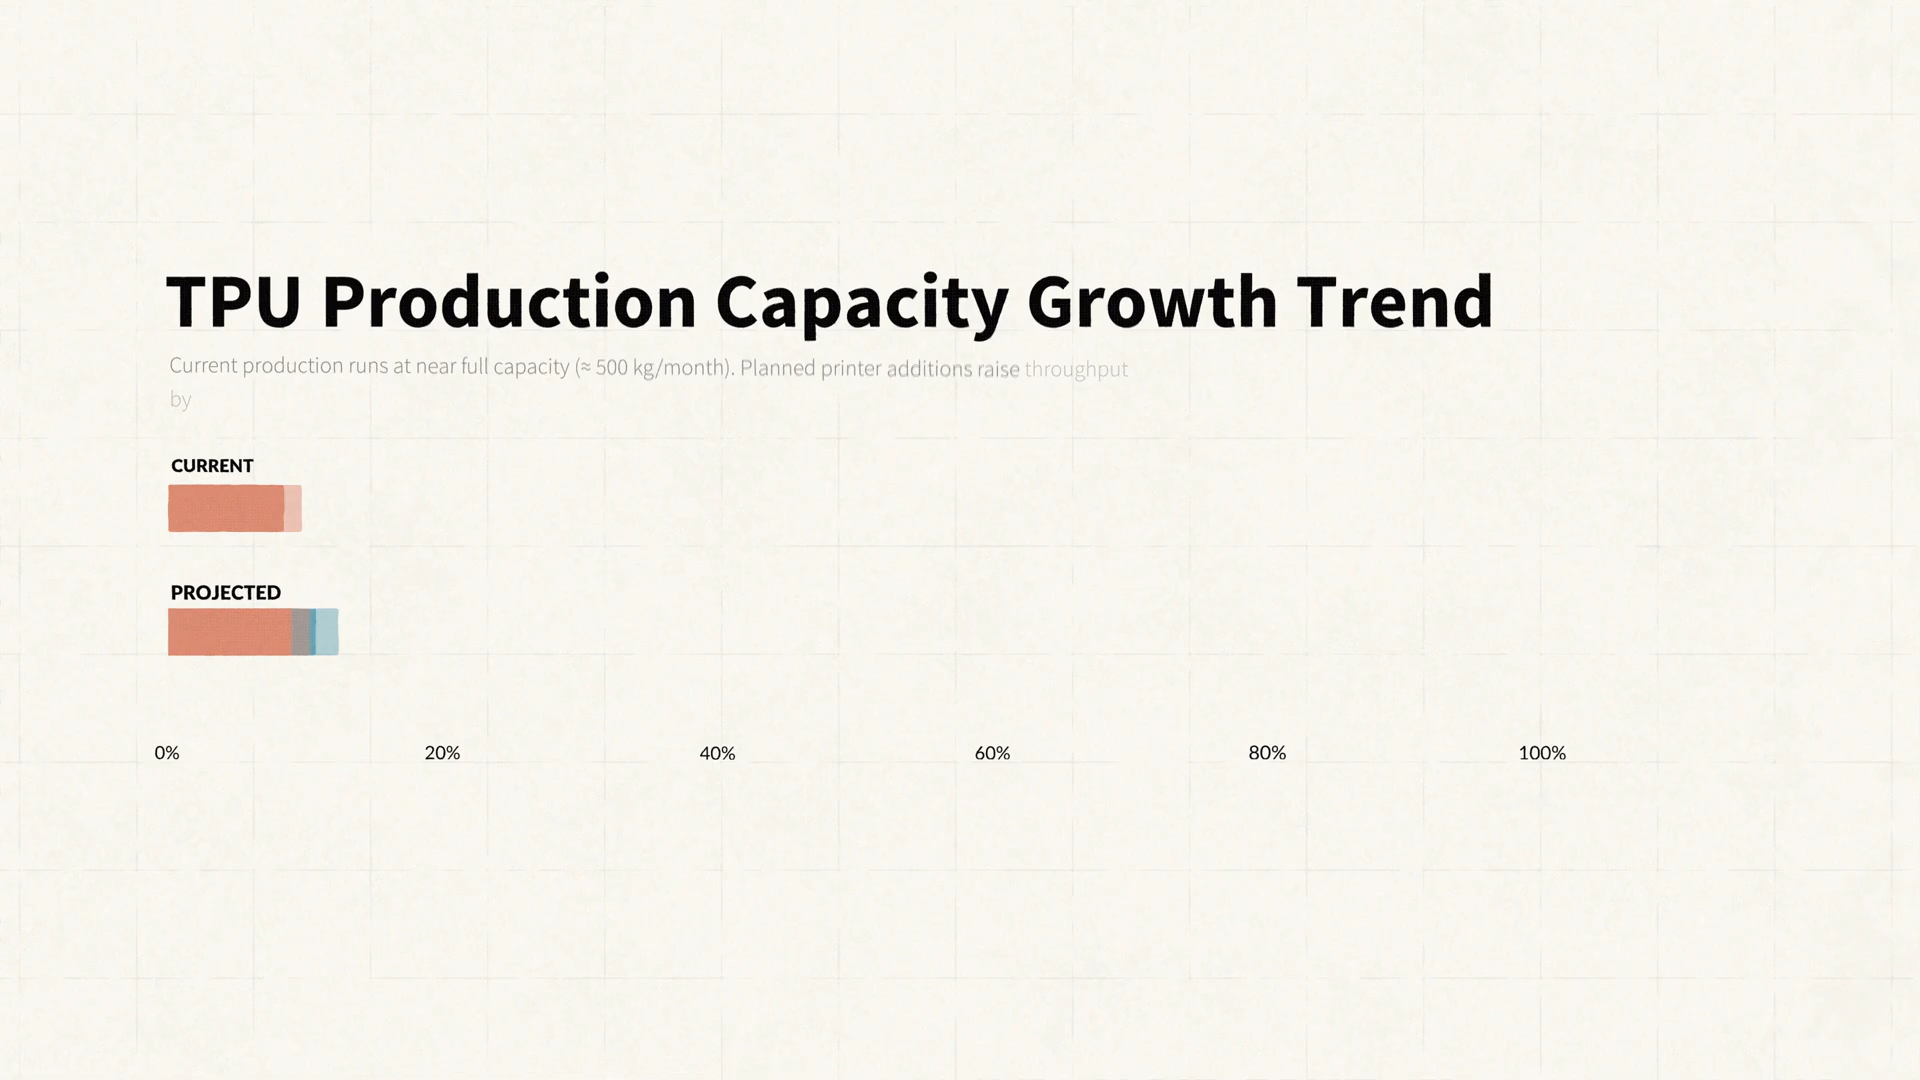 TPU Production Capacity Growth Trend
Current production runs at near full capacity (≈ 500 kg/month). Planned printer additions raise throughput
by
CURRENT
PROJECTED
0% 20% 40% 60% 80% 100%